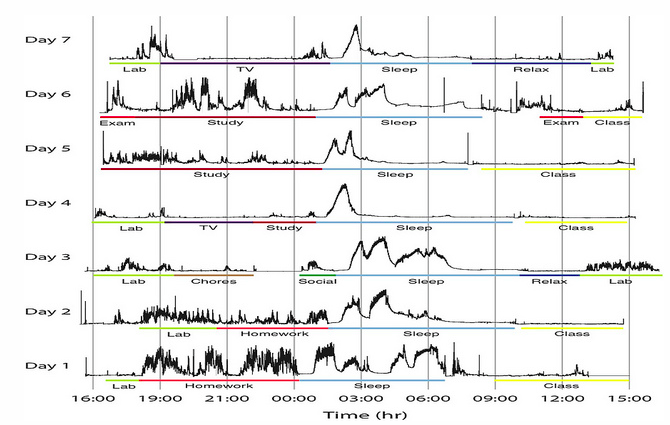 Day 7
Lab TV Sleep Relax Lab
Day 6
Exam Study Sleep Exam Class
Day 5
Study Sleep Class
Day 4
Lab TV Study Sleep Class
Day 3
Lab Chores Social Sleep Relax Lab
Day 2
Lab Homework Sleep Class
Day 1
Lab Homework Sleep Class
16:00 19:00 21:00 00:00 03:00 06:00 09:00 12:00 15:00
Time (hr)